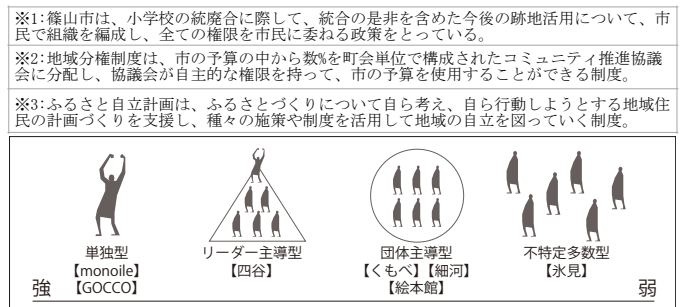 ※1:篠山市は、小学校の統廃合に際して、統合の是非を含めた今後の跡地活用について、市
民で組織を編成し、全ての権限を市民に委ねる政策をとっている。
※2:地域分権制度は、市の予算の中から数%を町会単位で構成されたコミュニティ推進協議
会に分配し、協議会が自主的な権限を持って、市の予算を使用することができる制度。
※3:ふるさと自立計画は、ふるさとづくりについて自ら考え、自ら行動しようとする地域住
民の計画づくりを支援し、種々の施策や制度を活用して地域の自立を図っていく制度。
単独型
【monoile】
【GOCCO】
リーダー主導型
【四谷】
団体主導型
【くもべ】【細河】
【絵本館】
不特定多数型
【氷見】
強
弱